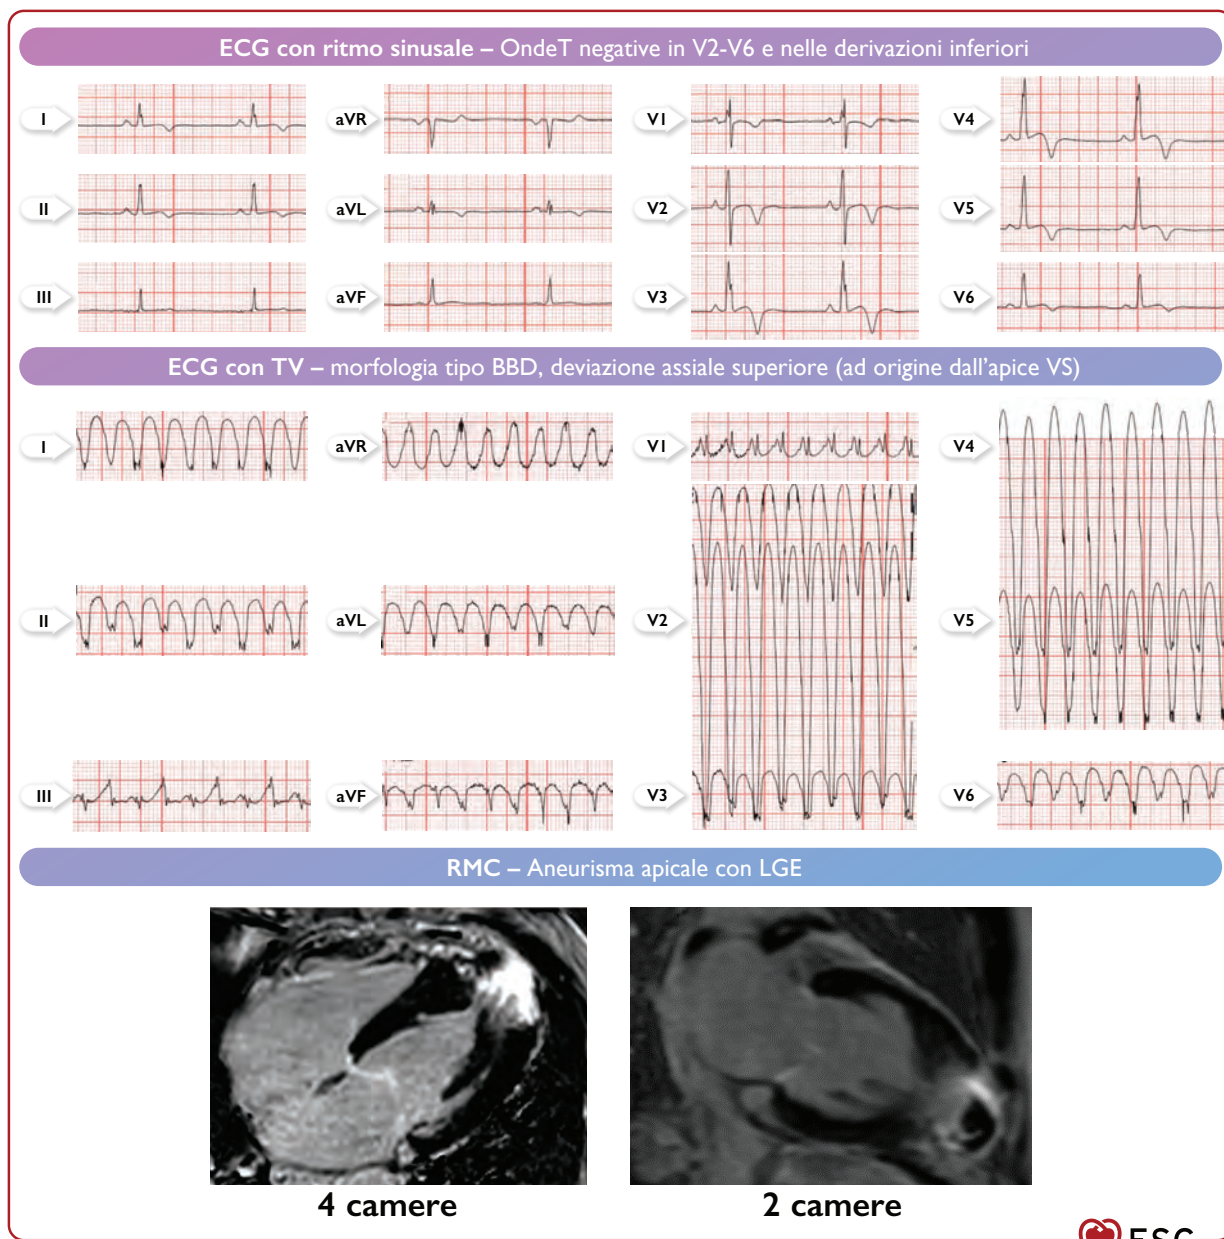 ECG con ritmo sinusale – OndeT negative in V2-V6 e nelle derivazioni inferiori
I
aVR
V1
V4
II
aVL
V2
V5
III
aVF
V3
V6
ECG con TV – morfologia tipo BBD, deviazione assiale superiore (ad origine dall'apice VS)
I
aVR
V1
V4
II
aVL
V2
V5
III
aVF
V3
V6
RMC – Aneurisma apicale con LGE
4 camere
2 camere
ESC